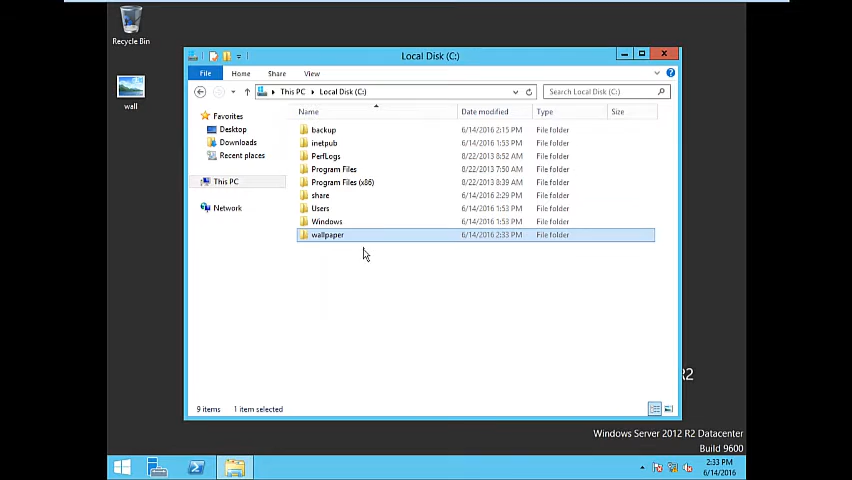 Recycle Bin
wall
Local Disk (C:)
File Home Share View
This PC Local Disk (C:) Search Local Disk (C:)
Name Date modified Type Size
Favorites
Desktop
Downloads
Recent places
This PC
Network
backup 6/14/2016 2:15 PM File folder
inetpub 6/14/2016 1:53 PM File folder
PerfLogs 8/22/2013 8:52 AM File folder
Program Files 8/22/2013 7:50 AM File folder
Program Files (x86) 8/22/2013 8:39 AM File folder
share 6/14/2016 2:29 PM File folder
Users 6/14/2016 1:53 PM File folder
Windows 6/14/2016 1:53 PM File folder
wallpaper 6/14/2016 2:33 PM File folder
9 items 1 item selected
R2
Windows Server 2012 R2 Datacenter
Build 9600
2:33 PM
6/14/2016